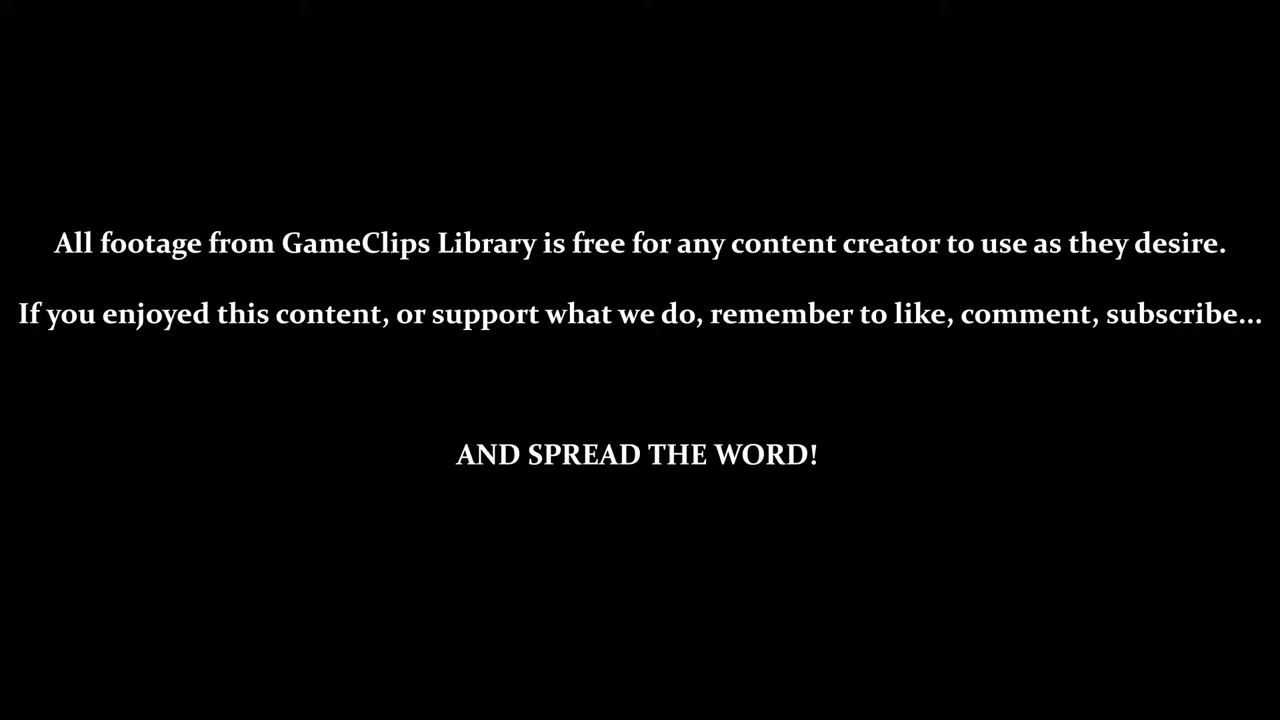 All footage from GameClips Library is free for any content creator to use as they desire.
If you enjoyed this content, or support what we do, remember to like, comment, subscribe...
AND SPREAD THE WORD!